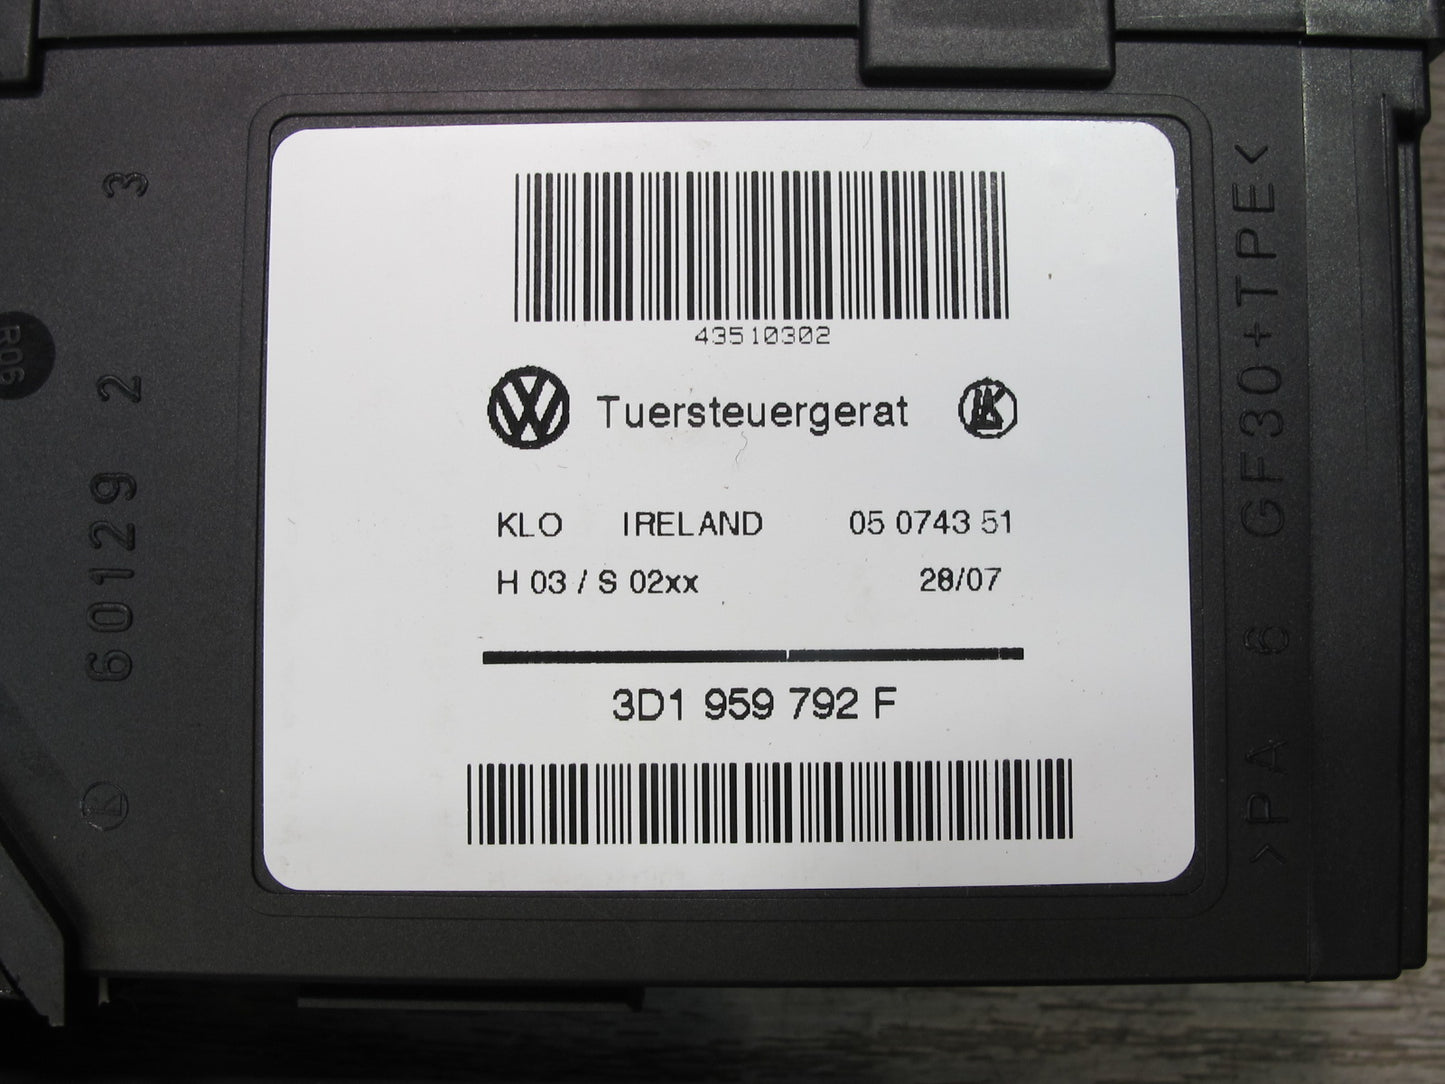 43510302
VW Tuersteuergerat
KLO IRELAND 05 0743 51
H 03 / S 02xx 28/07
3D1 959 792 F
60129 2 3
R06
>PA 6 GF30+TPE<